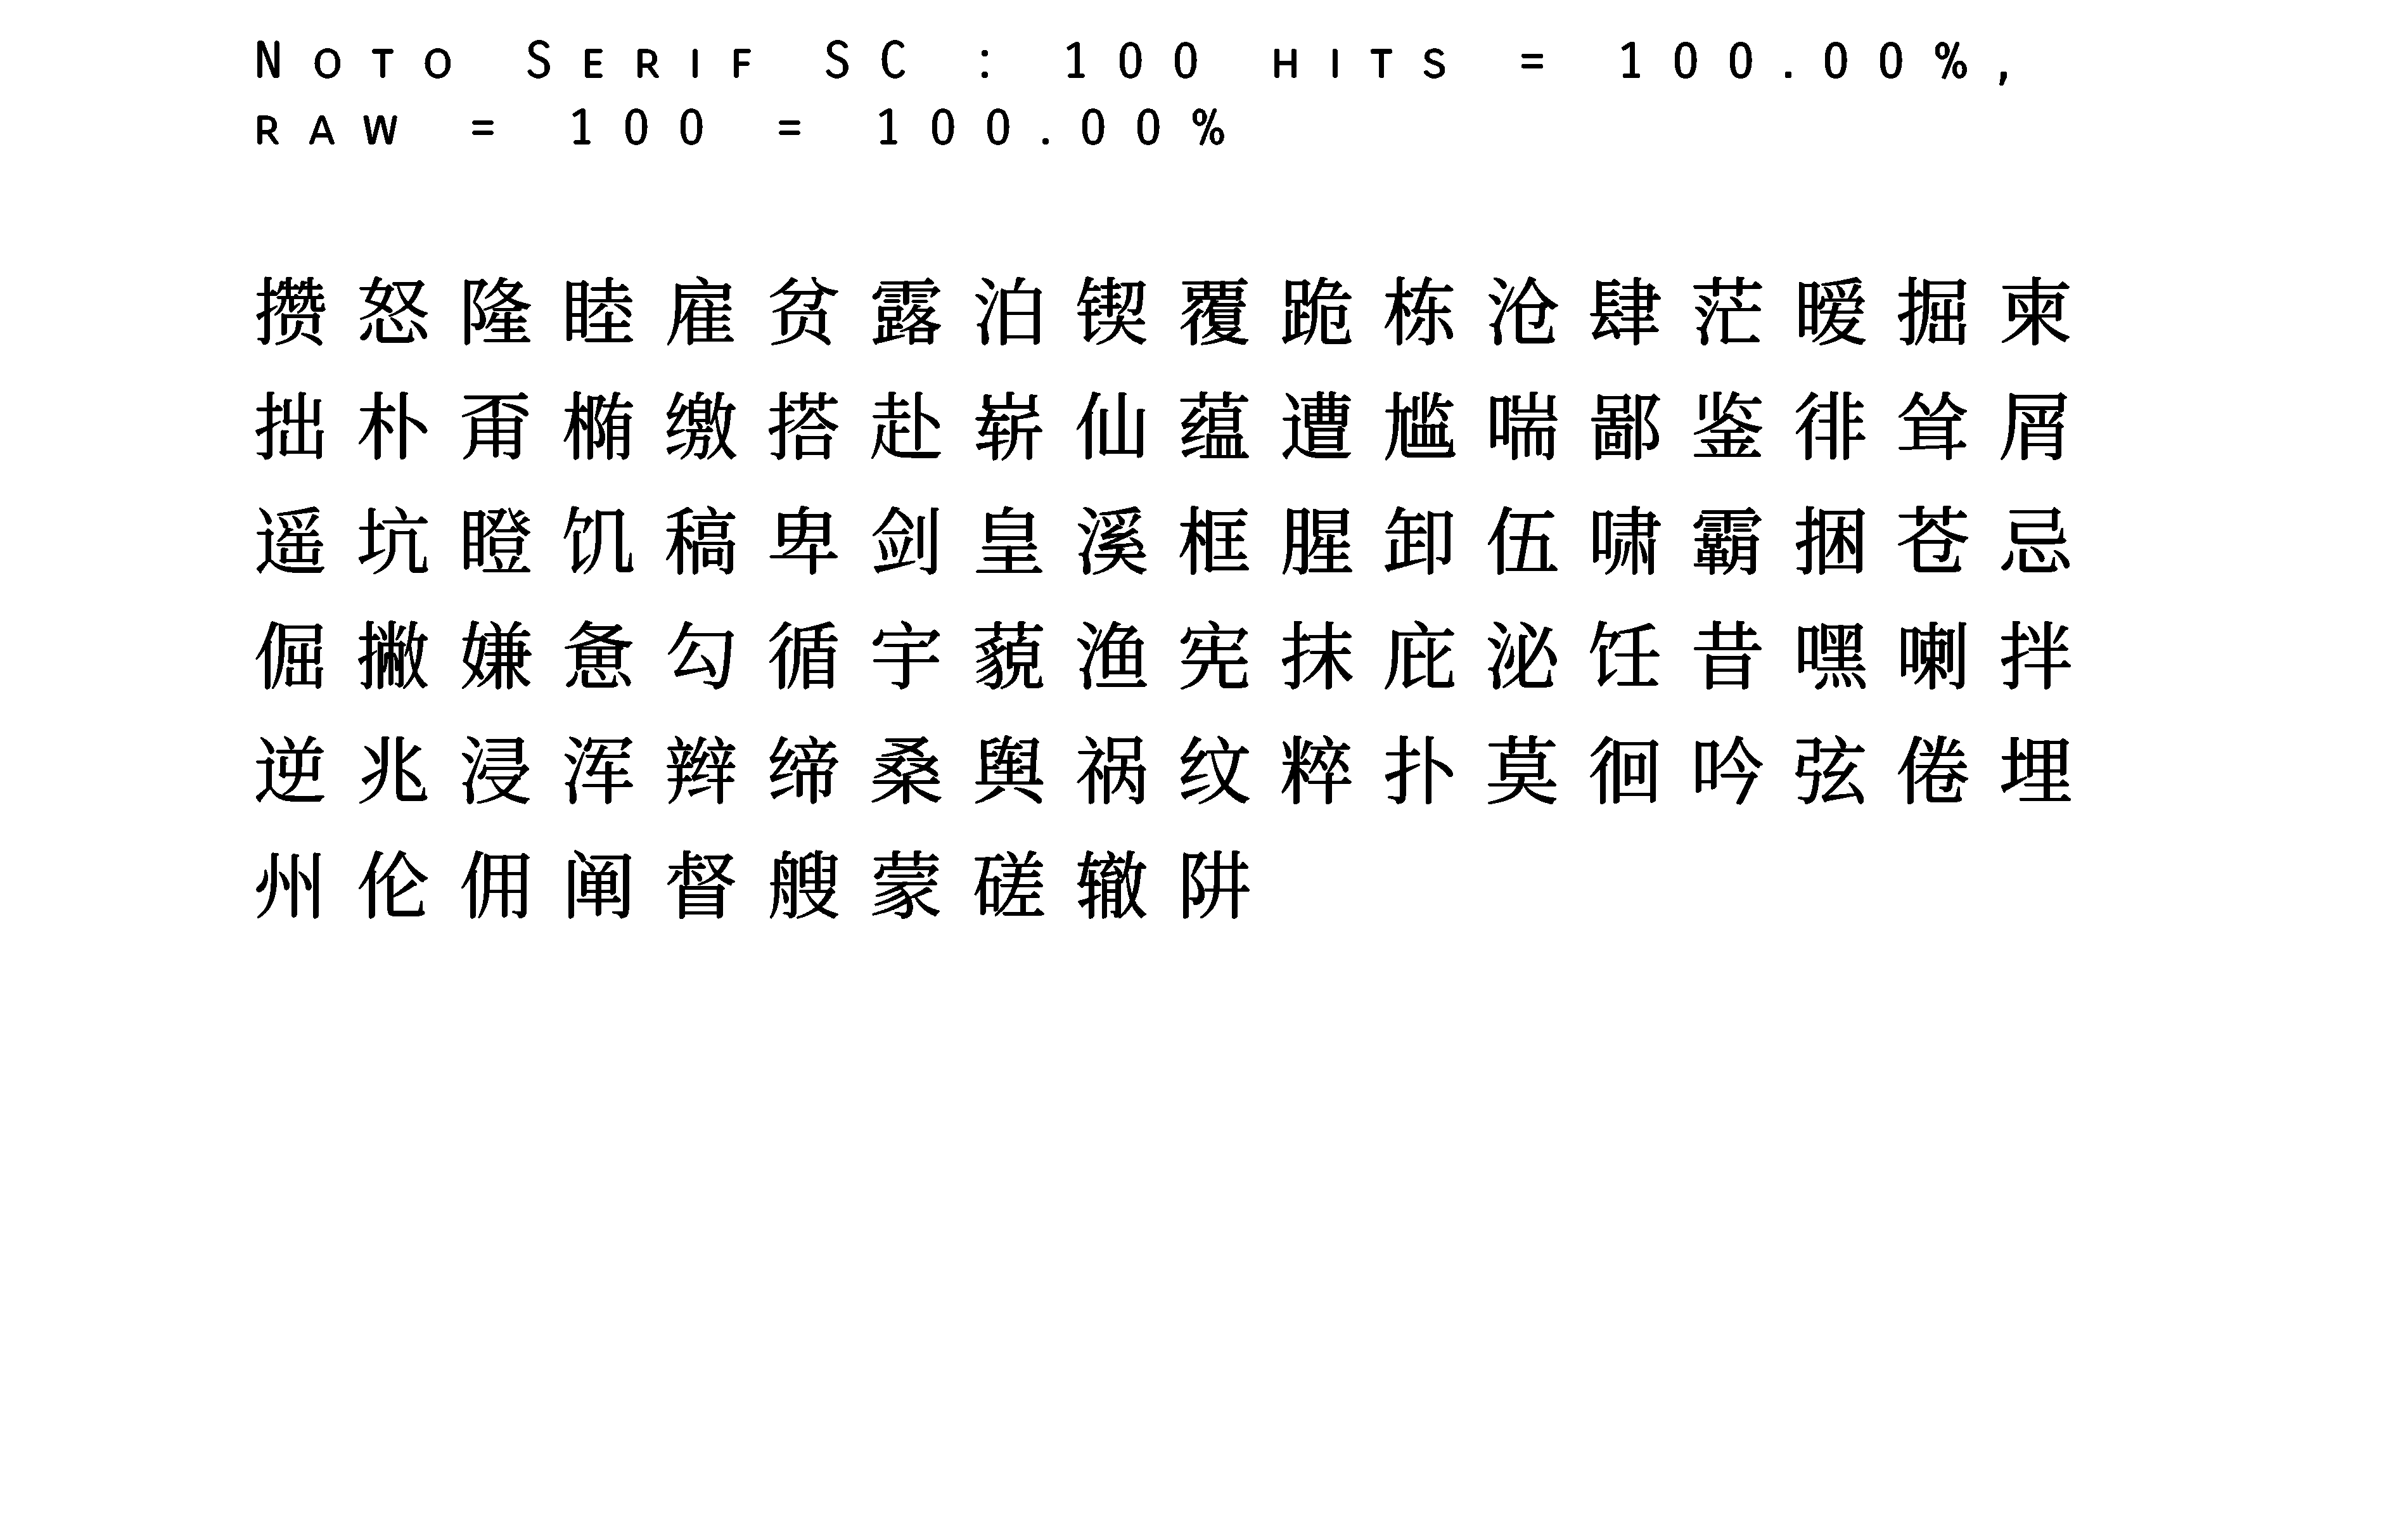 Noto Serif SC : 100 hits = 100.00%,
raw = 100 = 100.00%
攒怒隆睦雇贫露泊锲覆跪栋沧肆茫暧掘柬
拙朴甭椭缴搭赴崭仙蕴遭尴喘鄙鉴徘耸屑
遥坑瞪饥稿卑剑皇溪框腥卸伍啸霸捆苍忌
倔撇嫌惫勾循宇藐渔宪抹庇泌饪昔嘿喇拌
逆兆浸浑辫缔桑舆祸纹粹扑莫徊吟弦倦埋
州伦佣阐督艘蒙磋辙阱